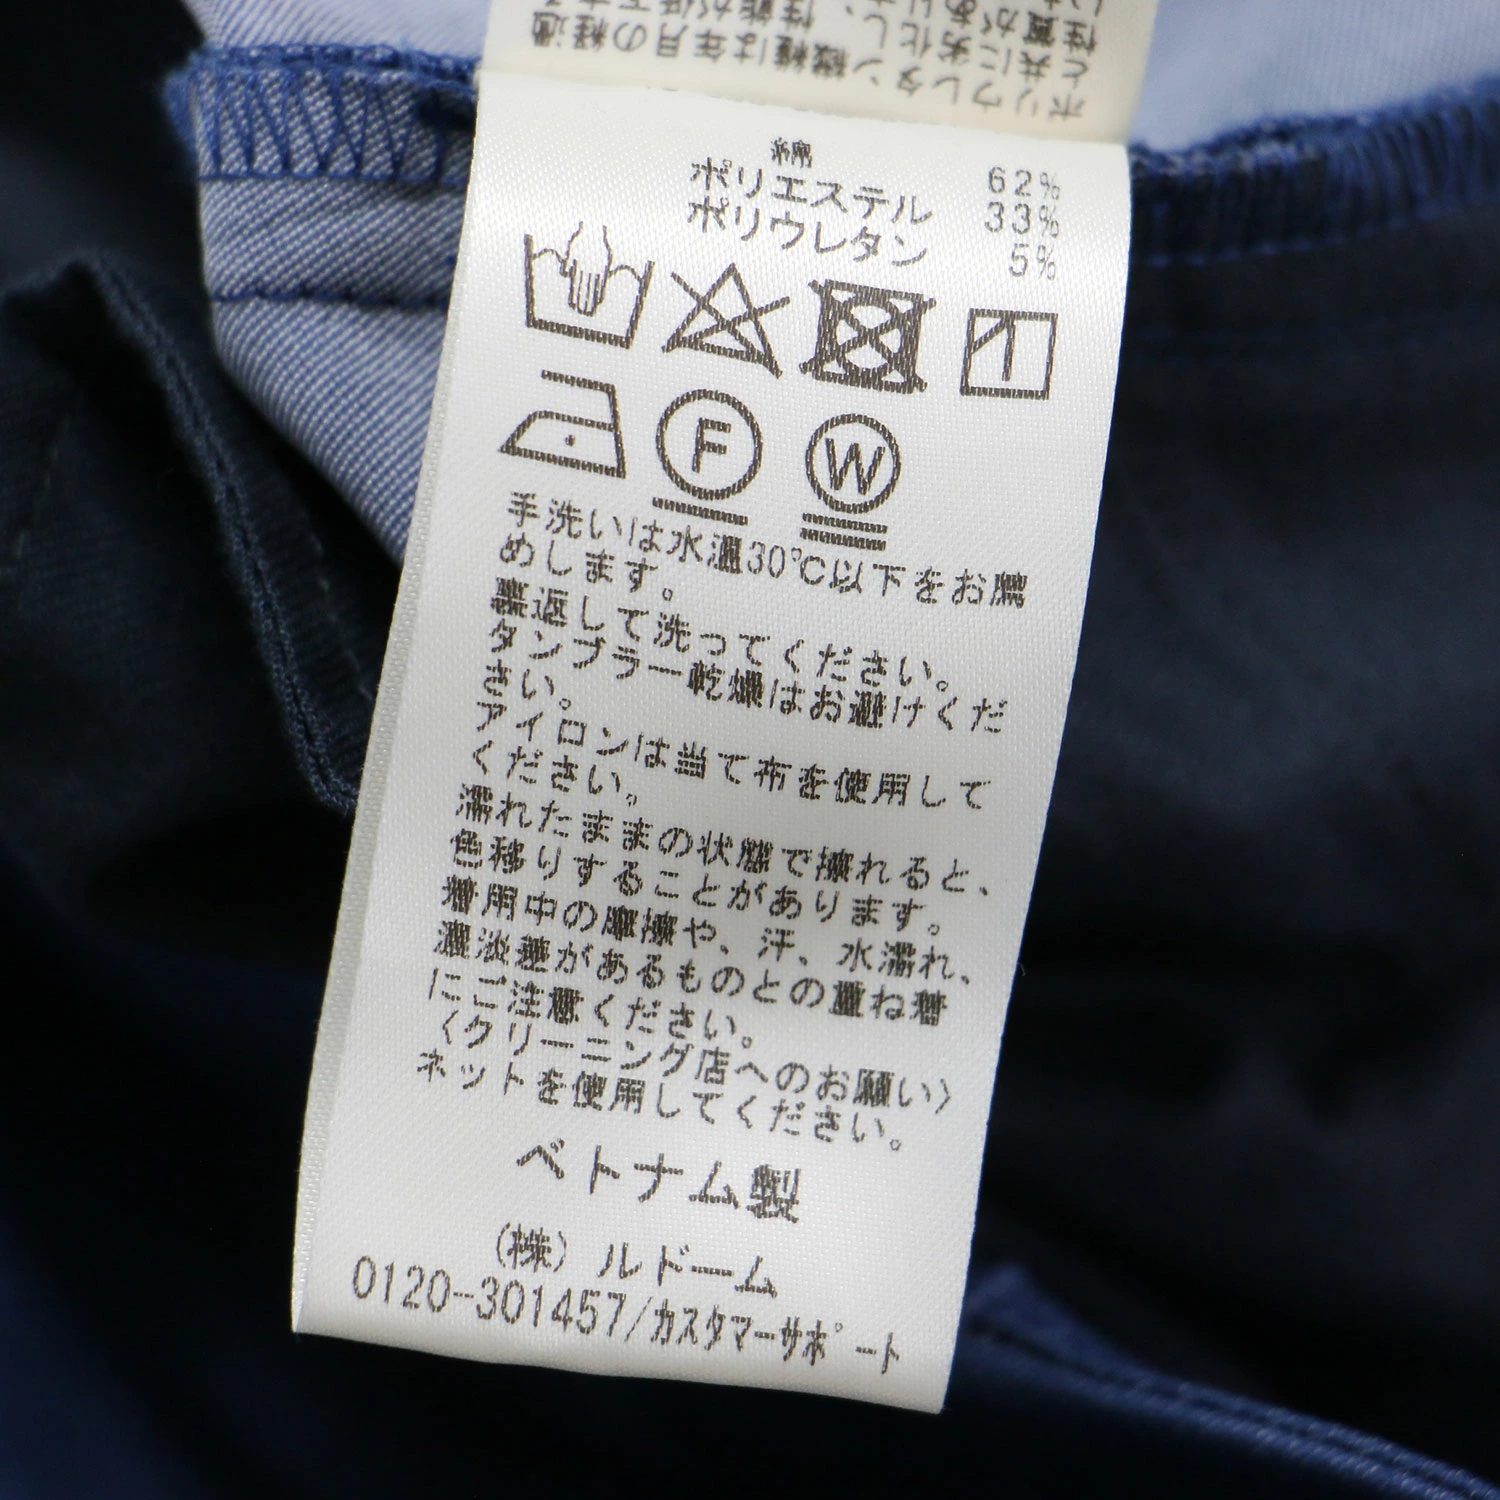 綿 62%
ポリエステル 33%
ポリウレタン 5%
F W
手洗いは水温30℃以下をお薦
めします。
裏返して洗ってください。
タンブラー乾燥はお避けくだ
さい。
アイロンは当て布を使用して
ください。
濡れたままの状態で擦れると、
色移りすることがあります。
着用中の摩擦や、汗、水濡れ、
濃淡差があるものとの重ね着
にご注意ください。
〈クリーニング店へのお願い〉
ネットを使用してください。
ベトナム製
(株) ルドーム
0120-301457/カスタマーサポート